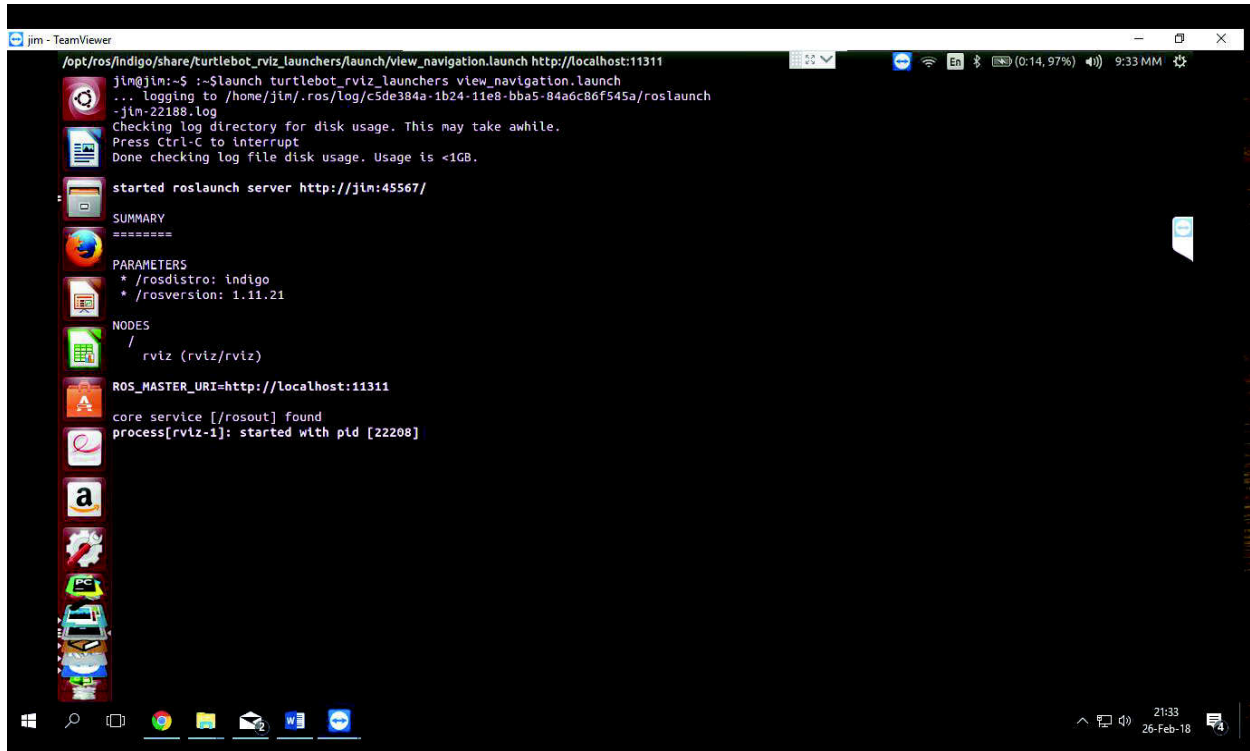 jim - TeamViewer
/opt/ros/indigo/share/turtlebot_rviz_launchers/launch/view_navigation.launch http://localhost:11311
En (0:14, 97%) 9:33 MM
jim@jim:~$ :~$launch turtlebot_rviz_launchers view_navigation.launch
... logging to /home/jim/.ros/log/c5de384a-1b24-11e8-bba5-84a6c86f545a/roslaunch
-jim-22188.log
Checking log directory for disk usage. This may take awhile.
Press Ctrl-C to interrupt
Done checking log file disk usage. Usage is <1GB.
started roslaunch server http://jim:45567/
SUMMARY
========
PARAMETERS
* /rosdistro: indigo
* /rosversion: 1.11.21
NODES
/
rviz (rviz/rviz)
ROS_MASTER_URI=http://localhost:11311
core service [/rosout] found
process[rviz-1]: started with pid [22208]
A
a
PC
2
W
21:33
26-Feb-18
4